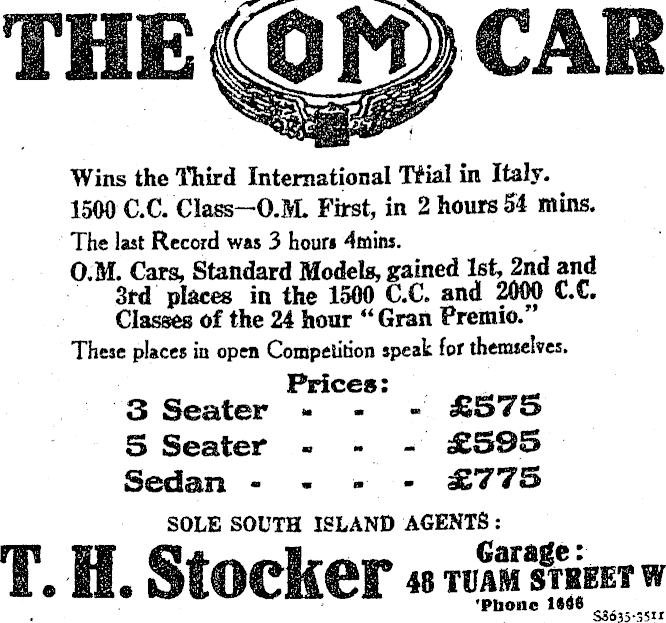 THE OM CAR
Wins the Third International Trial in Italy.
1500 C.C. Class—O.M. First, in 2 hours 54 mins.
The last Record was 3 hours 4mins.
O.M. Cars, Standard Models, gained 1st, 2nd and
3rd places in the 1500 C.C. and 2000 C.C.
Classes of the 24 hour "Gran Premio."
These places in open Competition speak for themselves.
Prices:
3 Seater - - - £575
5 Seater - - - £595
Sedan - - - - £775
SOLE SOUTH ISLAND AGENTS:
T. H. Stocker
Garage:
48 TUAM STREET W
'Phone 1666
S8635-3511